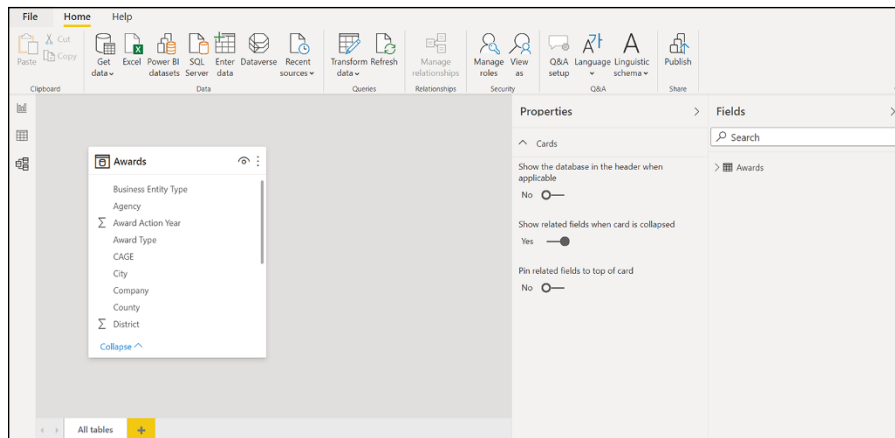 File Home Help
Cut
Copy
Paste
Get data
Excel
Power BI datasets
SQL Server
Enter data
Dataverse
Recent sources
Transform data
Refresh
Manage relationships
Manage roles
View as
Q&A setup
Language
Linguistic schema
Publish
Clipboard Data Queries Relationships Security Q&A Share
Awards
Business Entity Type
Agency
Σ Award Action Year
Award Type
CAGE
City
Company
County
Σ District
Collapse
Properties
Cards
Show the database in the header when
applicable
No
Show related fields when card is collapsed
Yes
Pin related fields to top of card
No
Fields
Search
Awards
All tables +